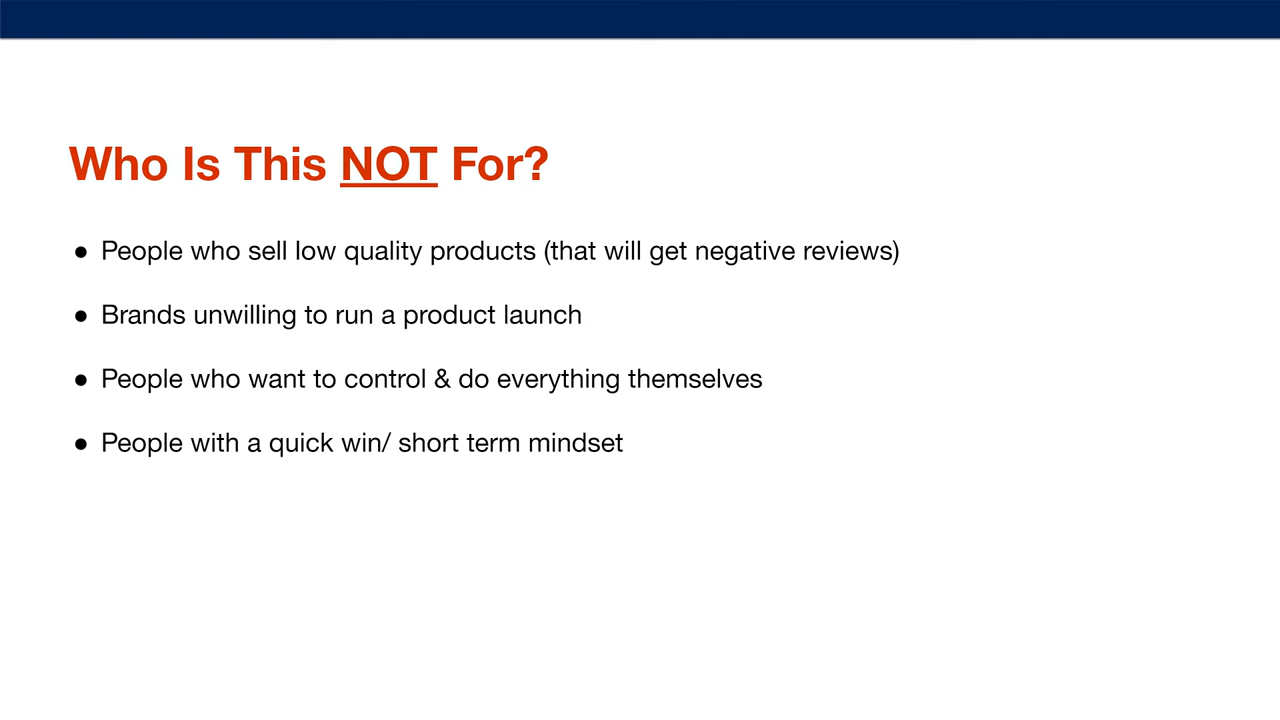 Who Is This NOT For?
● People who sell low quality products (that will get negative reviews)
● Brands unwilling to run a product launch
● People who want to control & do everything themselves
● People with a quick win/ short term mindset